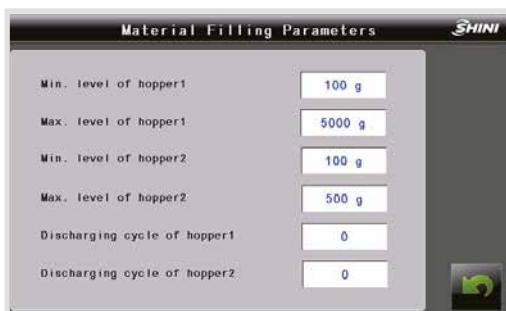 Material Filling Parameters SHINI
Min. level of hopper1 100 g
Max. level of hopper1 5000 g
Min. level of hopper2 100 g
Max. level of hopper2 500 g
Discharging cycle of hopper1 0
Discharging cycle of hopper2 0